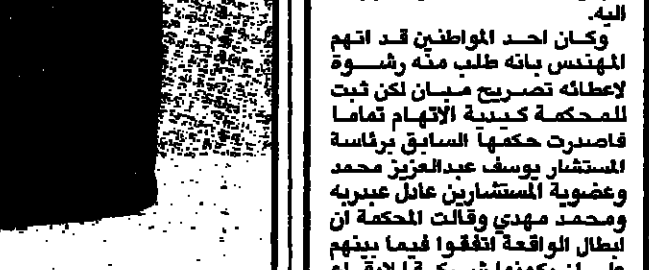 اليه.
وكان احد المواطنين قد اتهم
المهندس بانه طلب منه رشوة
لاعطائه تصريح مبان لكن ثبت
للمحكمة كيدية الاتهام تماما
فاصدرت حكمها السابق برئاسة
المستشار يوسف عبدالعزيز محمد
وعضوية المستشارين عادل عبدربه
ومحمد مهدي وقالت المحكمة ان
ابطال الواقعة اتفقوا فيما بينهم